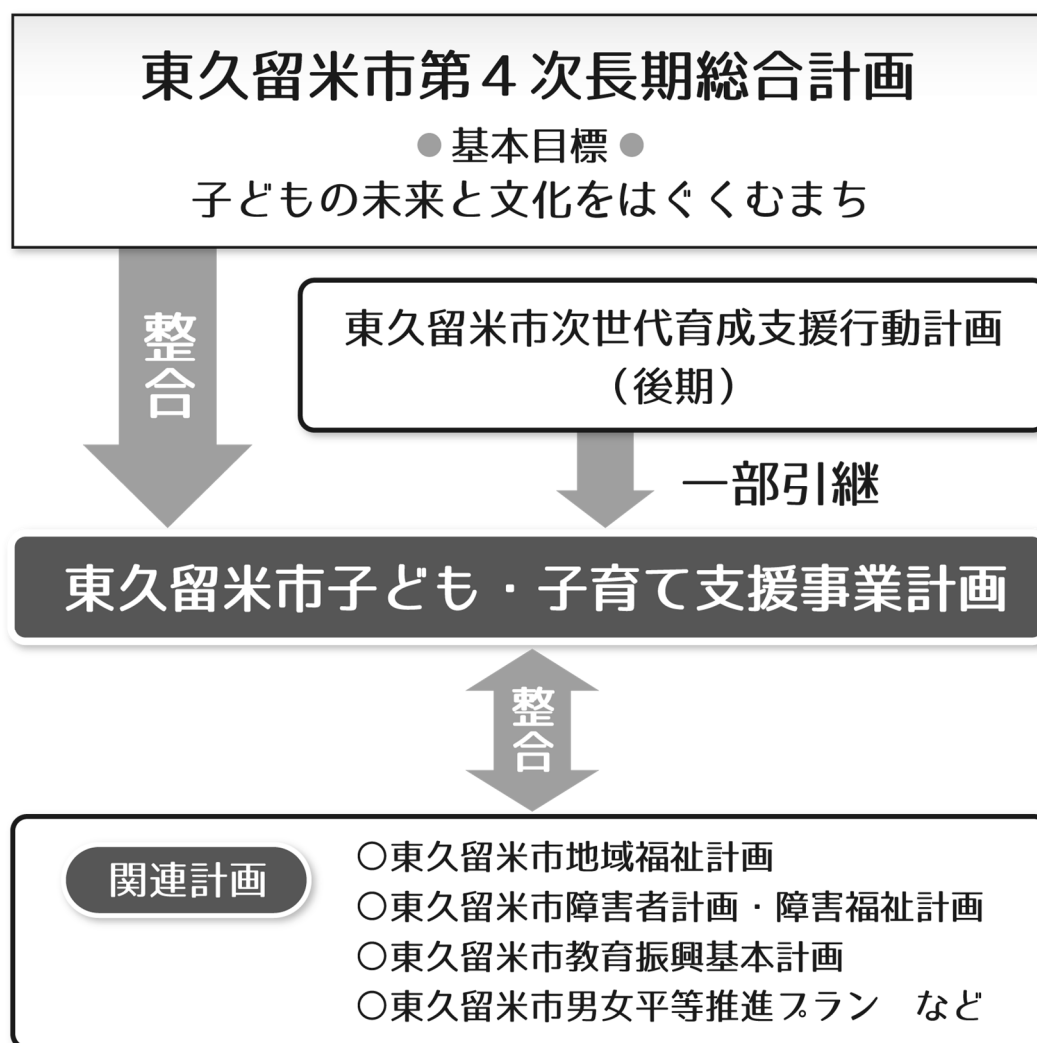 東久留米市第４次長期総合計画
●基本目標●
子どもの未来と文化をはぐくむまち
整合
東久留米市次世代育成支援行動計画
（後期）
一部引継
東久留米市子ども・子育て支援事業計画
整合
関連計画
○東久留米市地域福祉計画
○東久留米市障害者計画・障害福祉計画
○東久留米市教育振興基本計画
○東久留米市男女平等推進プラン　など